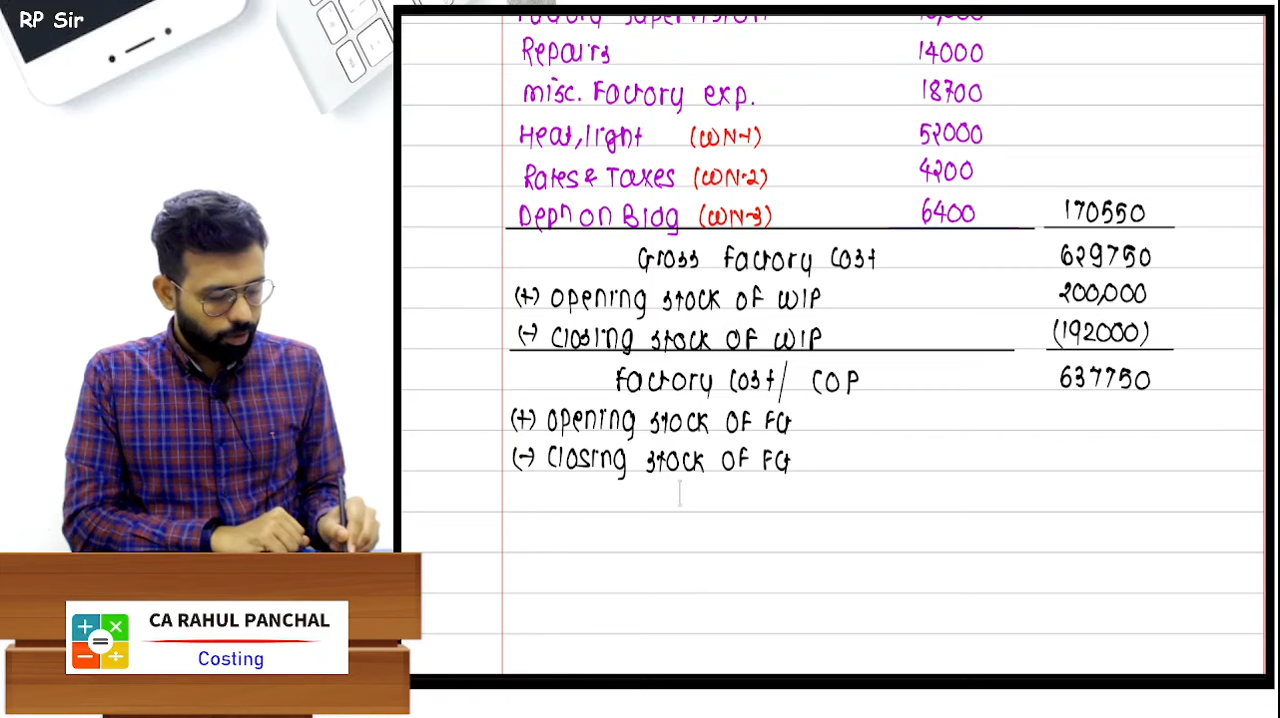 RP Sir
Factory Supervision
Repairs 14000
misc. Factory exp. 18700
Heat, light (WN-1) 52000
Rates & Taxes (WN-2) 4200
Depn on Bldg (WN-3) 6400 170550
Gross Factory Cost 629750
(+) Opening Stock of WIP 200,000
(-) Closing Stock of WIP (192000)
Factory Cost/ COP 637750
(+) Opening Stock of FG
(-) Closing Stock of FG
CA RAHUL PANCHAL
Costing